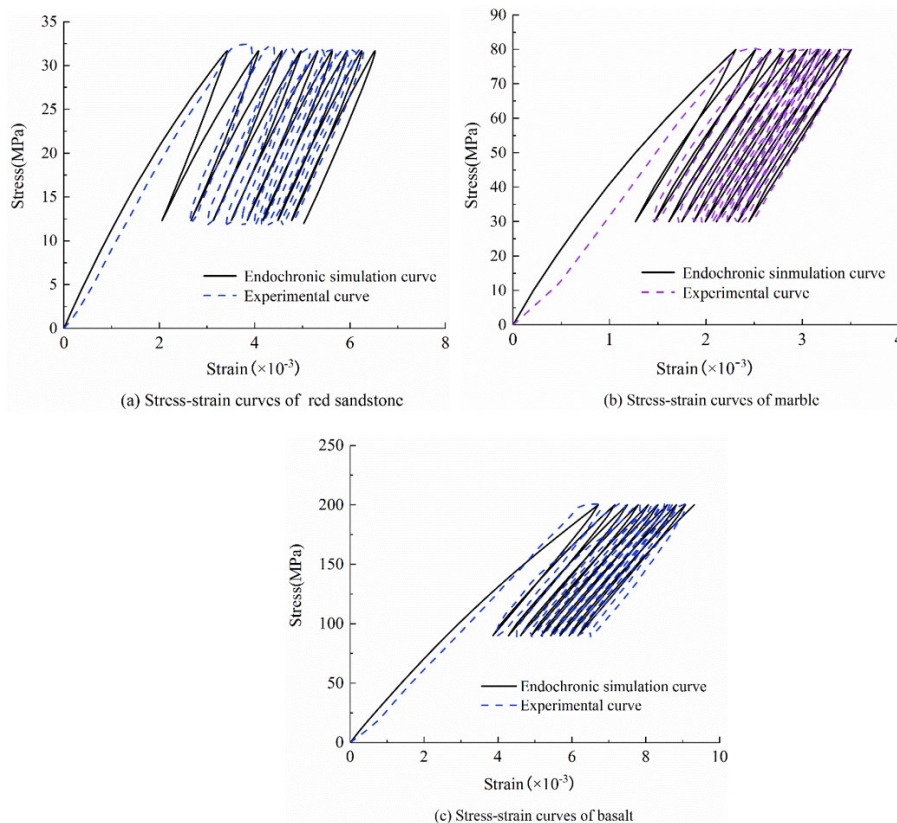 35
30
25
20
15
10
5
0
Stress(MPa)
Endochronic simulation curve
Experimental curve
0 2 4 6 8
Strain(×10⁻³)
(a) Stress-strain curves of red sandstone
90
80
70
60
50
40
30
20
10
0
Stress(MPa)
Endochronic sinmulation curve
Experimental curve
0 1 2 3 4
Strain(×10⁻³)
(b) Stress-strain curves of marble
250
200
150
100
50
0
Stress(MPa)
Endochronic simulation curve
Experimental curve
0 2 4 6 8 10
Strain(×10⁻³)
(c) Stress-strain curves of basalt